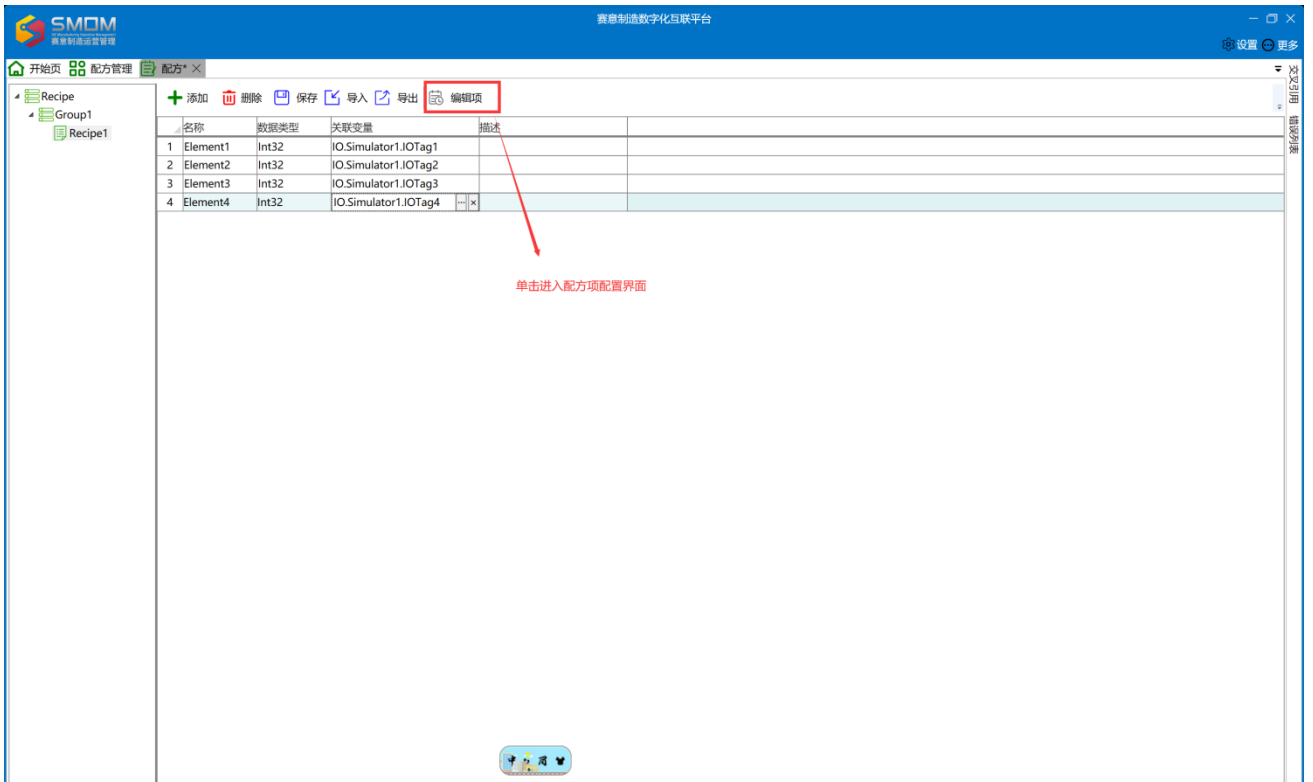 赛意制造数字化互联平台
SMOM
赛意制造运营管理
设置 更多
开始页 配方管理 配方*
交叉引用
错误列表
Recipe
Group1
Recipe1
添加 删除 保存 导入 导出 编辑项
名称 数据类型 关联变量 描述
1 Element1 Int32 IO.Simulator1.IOTag1
2 Element2 Int32 IO.Simulator1.IOTag2
3 Element3 Int32 IO.Simulator1.IOTag3
4 Element4 Int32 IO.Simulator1.IOTag4 ... ×
单击进入配方项配置界面
中